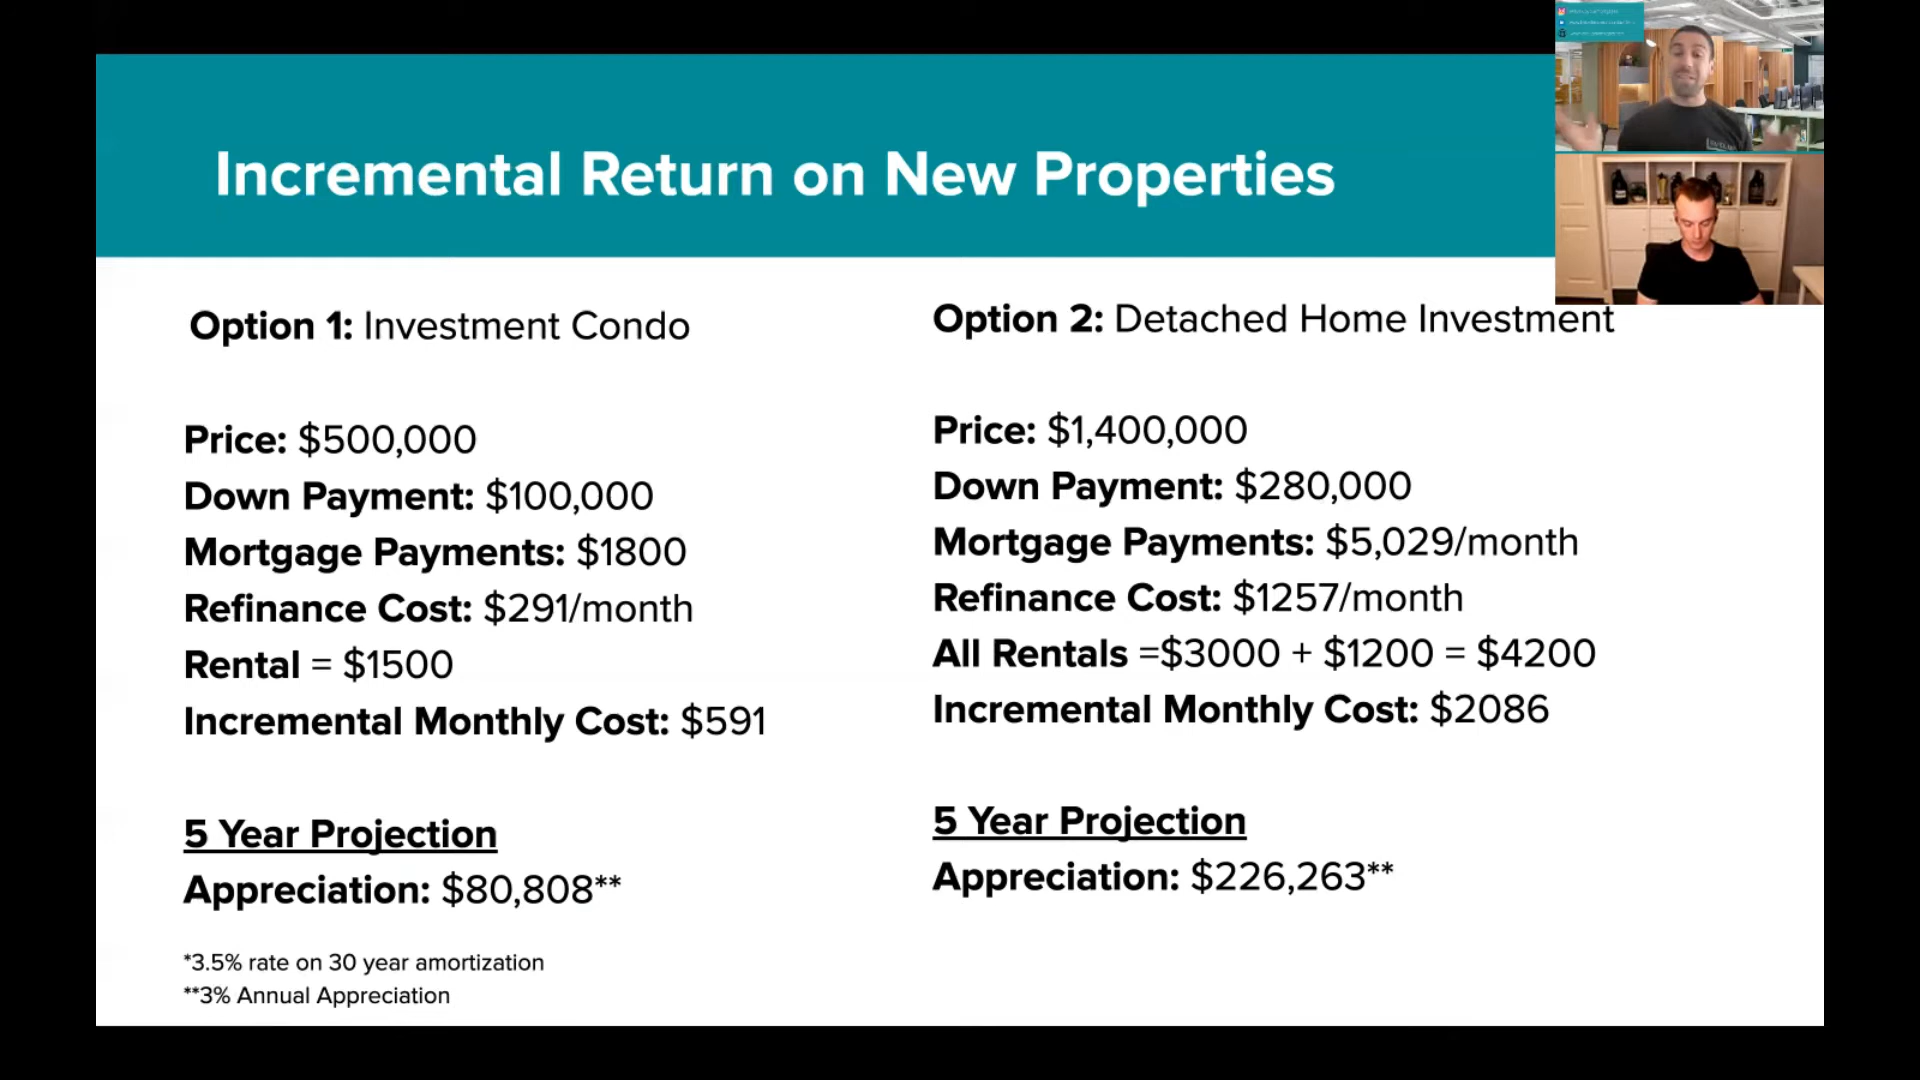 Incremental Return on New Properties
Option 1: Investment Condo
Price: $500,000
Down Payment: $100,000
Mortgage Payments: $1800
Refinance Cost: $291/month
Rental = $1500
Incremental Monthly Cost: $591
5 Year Projection
Appreciation: $80,808**
*3.5% rate on 30 year amortization
**3% Annual Appreciation
Option 2: Detached Home Investment
Price: $1,400,000
Down Payment: $280,000
Mortgage Payments: $5,029/month
Refinance Cost: $1257/month
All Rentals =$3000 + $1200 = $4200
Incremental Monthly Cost: $2086
5 Year Projection
Appreciation: $226,263**